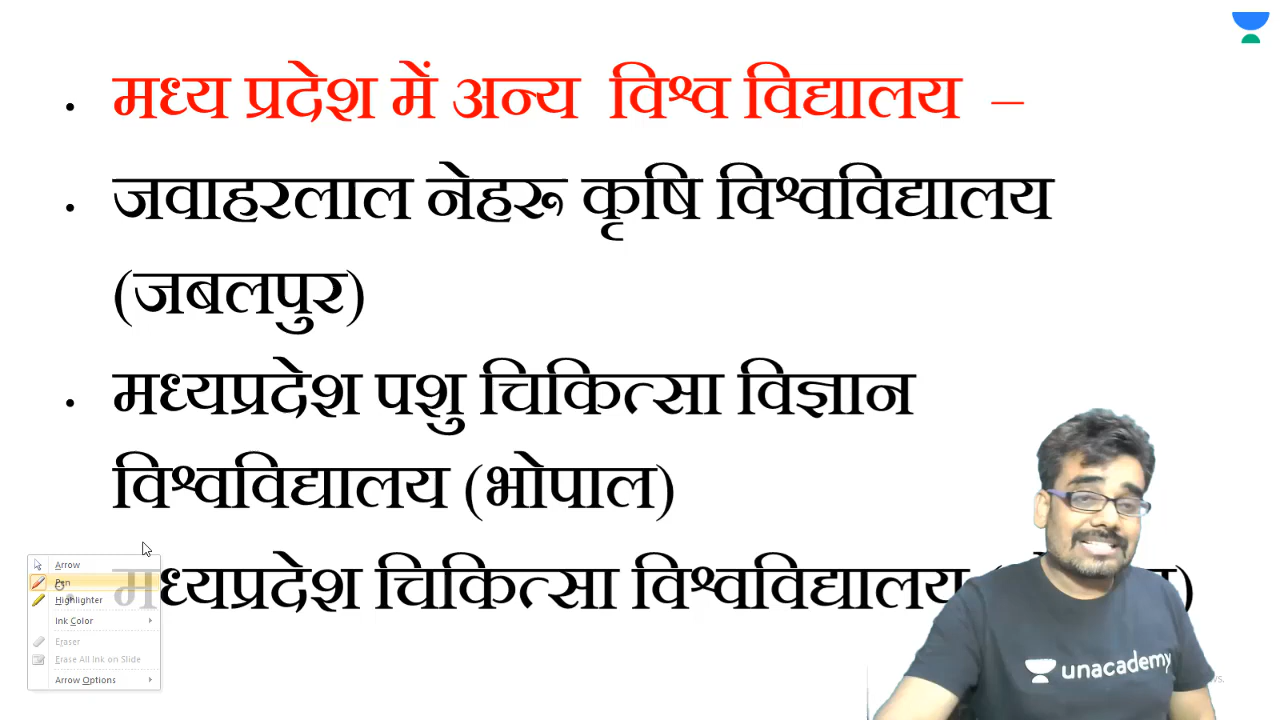 मध्य प्रदेश में अन्य विश्व विद्यालय –
जवाहरलाल नेहरू कृषि विश्वविद्यालय
(जबलपुर)
मध्यप्रदेश पशु चिकित्सा विज्ञान
विश्वविद्यालय (भोपाल)
मध्यप्रदेश चिकित्सा विश्वविद्यालय
Arrow
Pen
Highlighter
Ink Color
Eraser
Erase All Ink on Slide
Arrow Options
unacademy